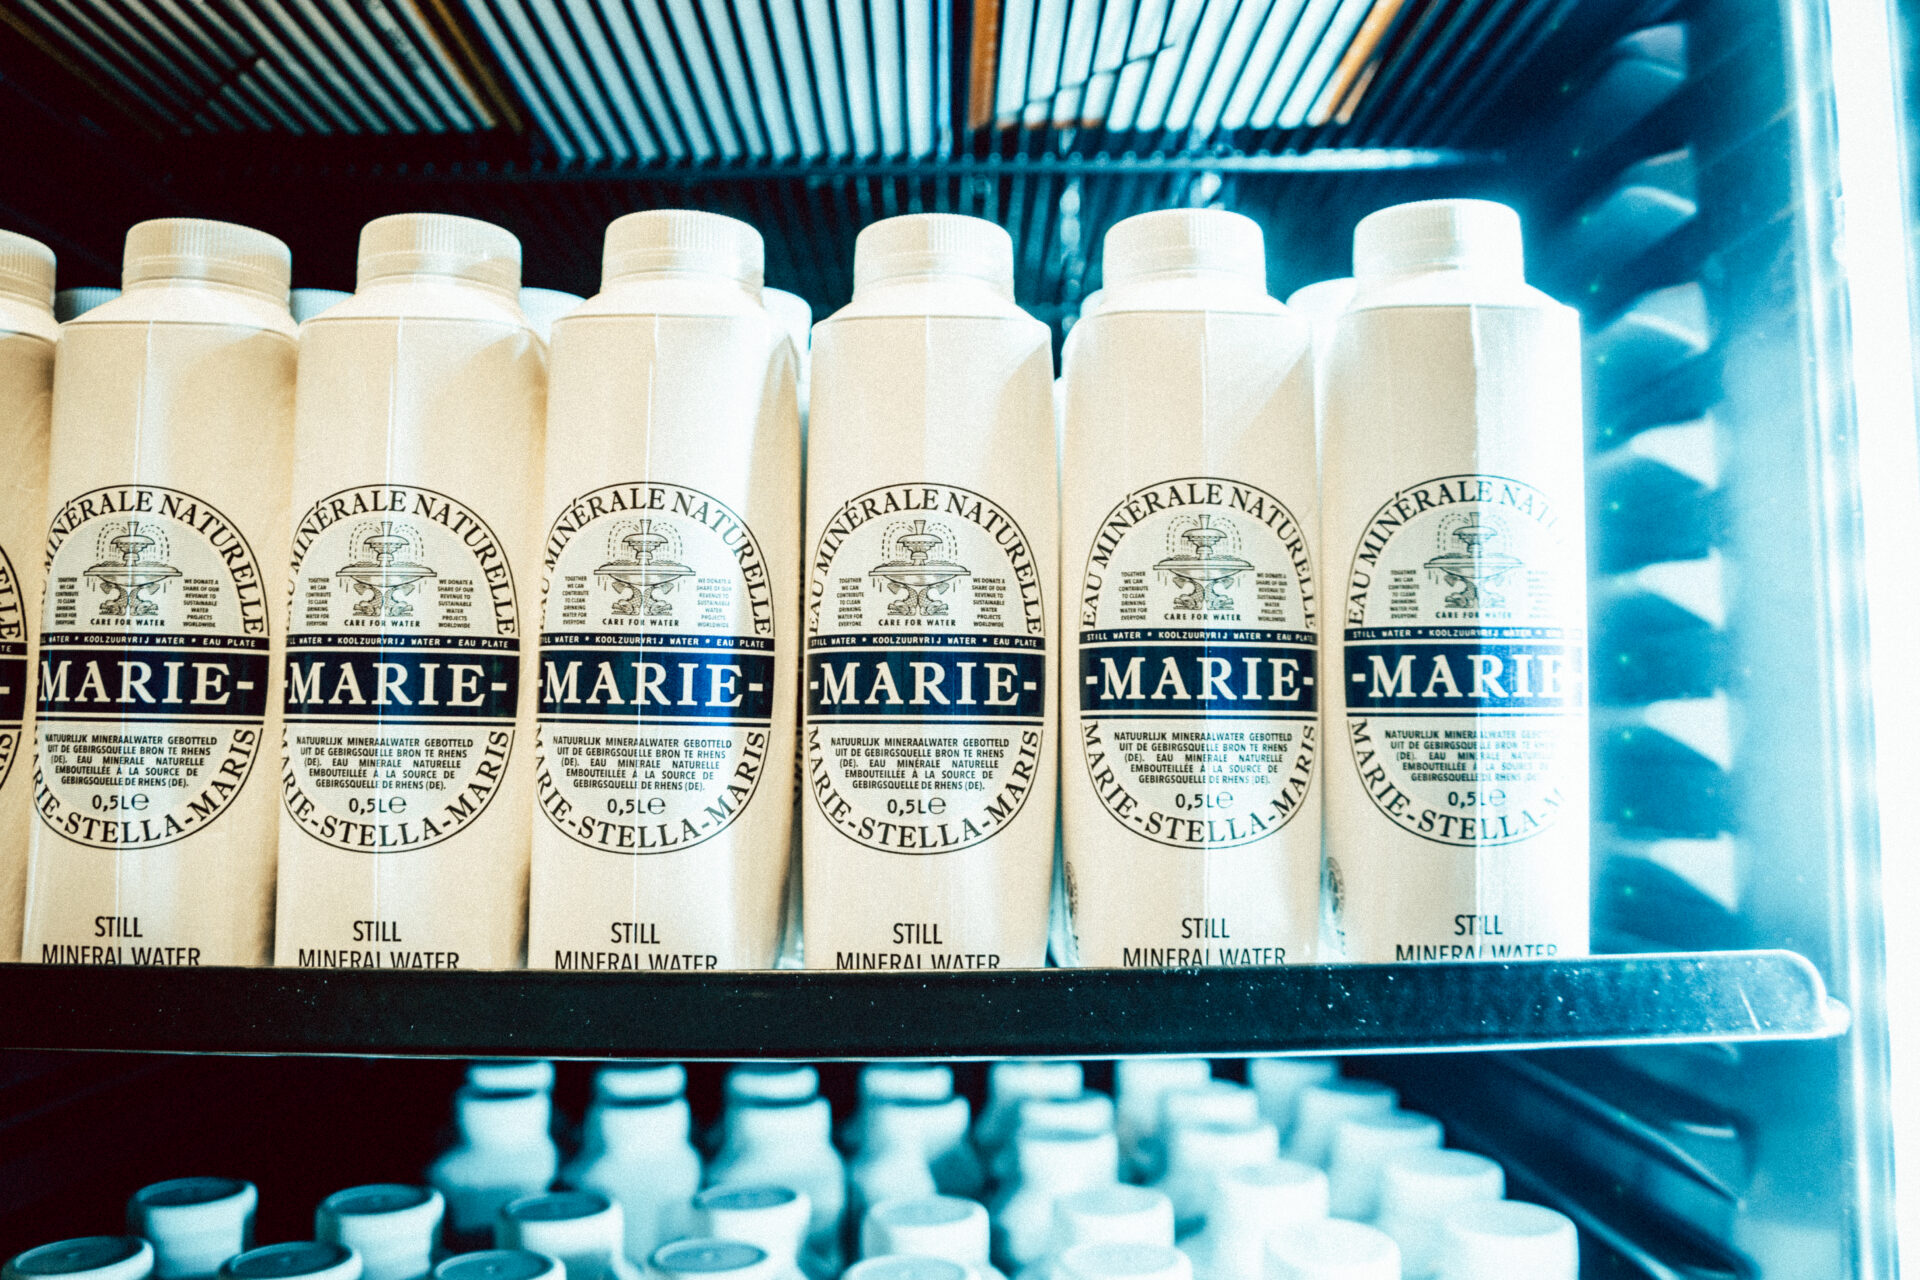 EAU MINÉRALE NATURELLE
TOGETHER
WE CAN
CONTRIBUTE
TO CLEAN
DRINKING
WATER FOR
EVERYONE
WE DONATE A
SHARE OF OUR
REVENUE TO
SUSTAINABLE
WATER
PROJECTS
WORLDWIDE
CARE FOR WATER
STILL WATER * KOOLZUURVRIJ WATER * EAU PLATE
-MARIE-
NATUURLIJK MINERAALWATER GEBOTTELD
UIT DE GEBIRGSQUELLE BRON TE RHENS
(DE). EAU MINÉRALE NATURELLE
EMBOUTEILLÉE À LA SOURCE DE
GEBIRGSQUELLE DE RHENS (DE).
0,5L℮
MARIE-STELLA-MARIS
STILL
MINERAL WATER